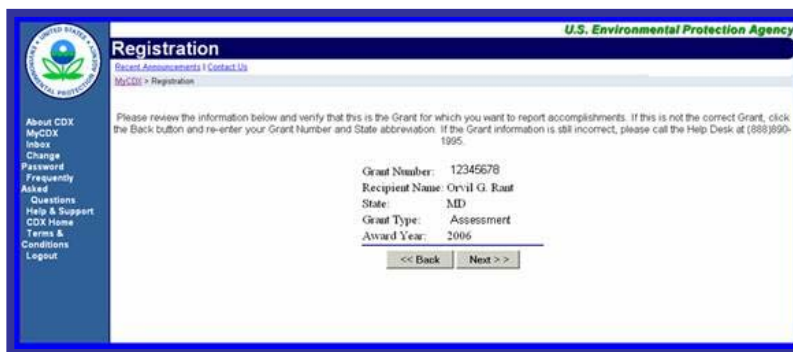 U.S. Environmental Protection Agency
UNITED STATES
ENVIRONMENTAL PROTECTION
Registration
Recent Announcements | Contact Us
MyCDX > Registration
About CDX
MyCDX
Inbox
Change
Password
Frequently
Asked
Questions
Help & Support
CDX Home
Terms &
Conditions
Logout
Please review the information below and verify that this is the Grant for which you want to report accomplishments. If this is not the correct Grant, click
the Back button and re-enter your Grant Number and State abbreviation. If the Grant information is still incorrect, please call the Help Desk at (888)890-
1995.
Grant Number: 12345678
Recipient Name: Orvil G. Rant
State: MD
Grant Type: Assessment
Award Year: 2006
<< Back Next > >